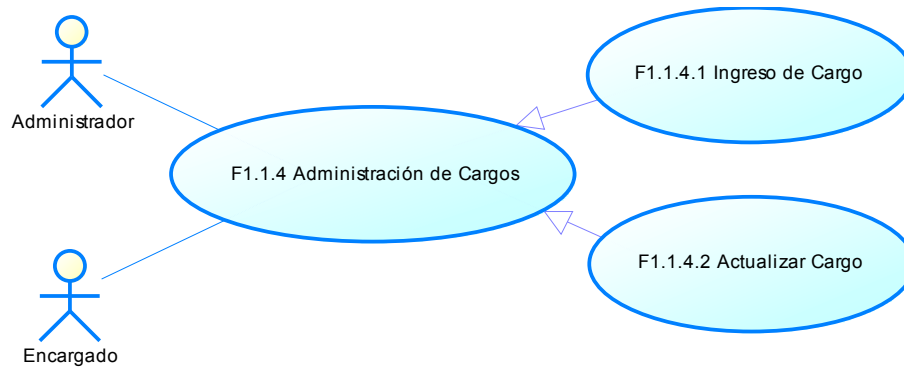 Administrador
F1.1.4.1 Ingreso de Cargo
F1.1.4 Administración de Cargos
F1.1.4.2 Actualizar Cargo
Encargado